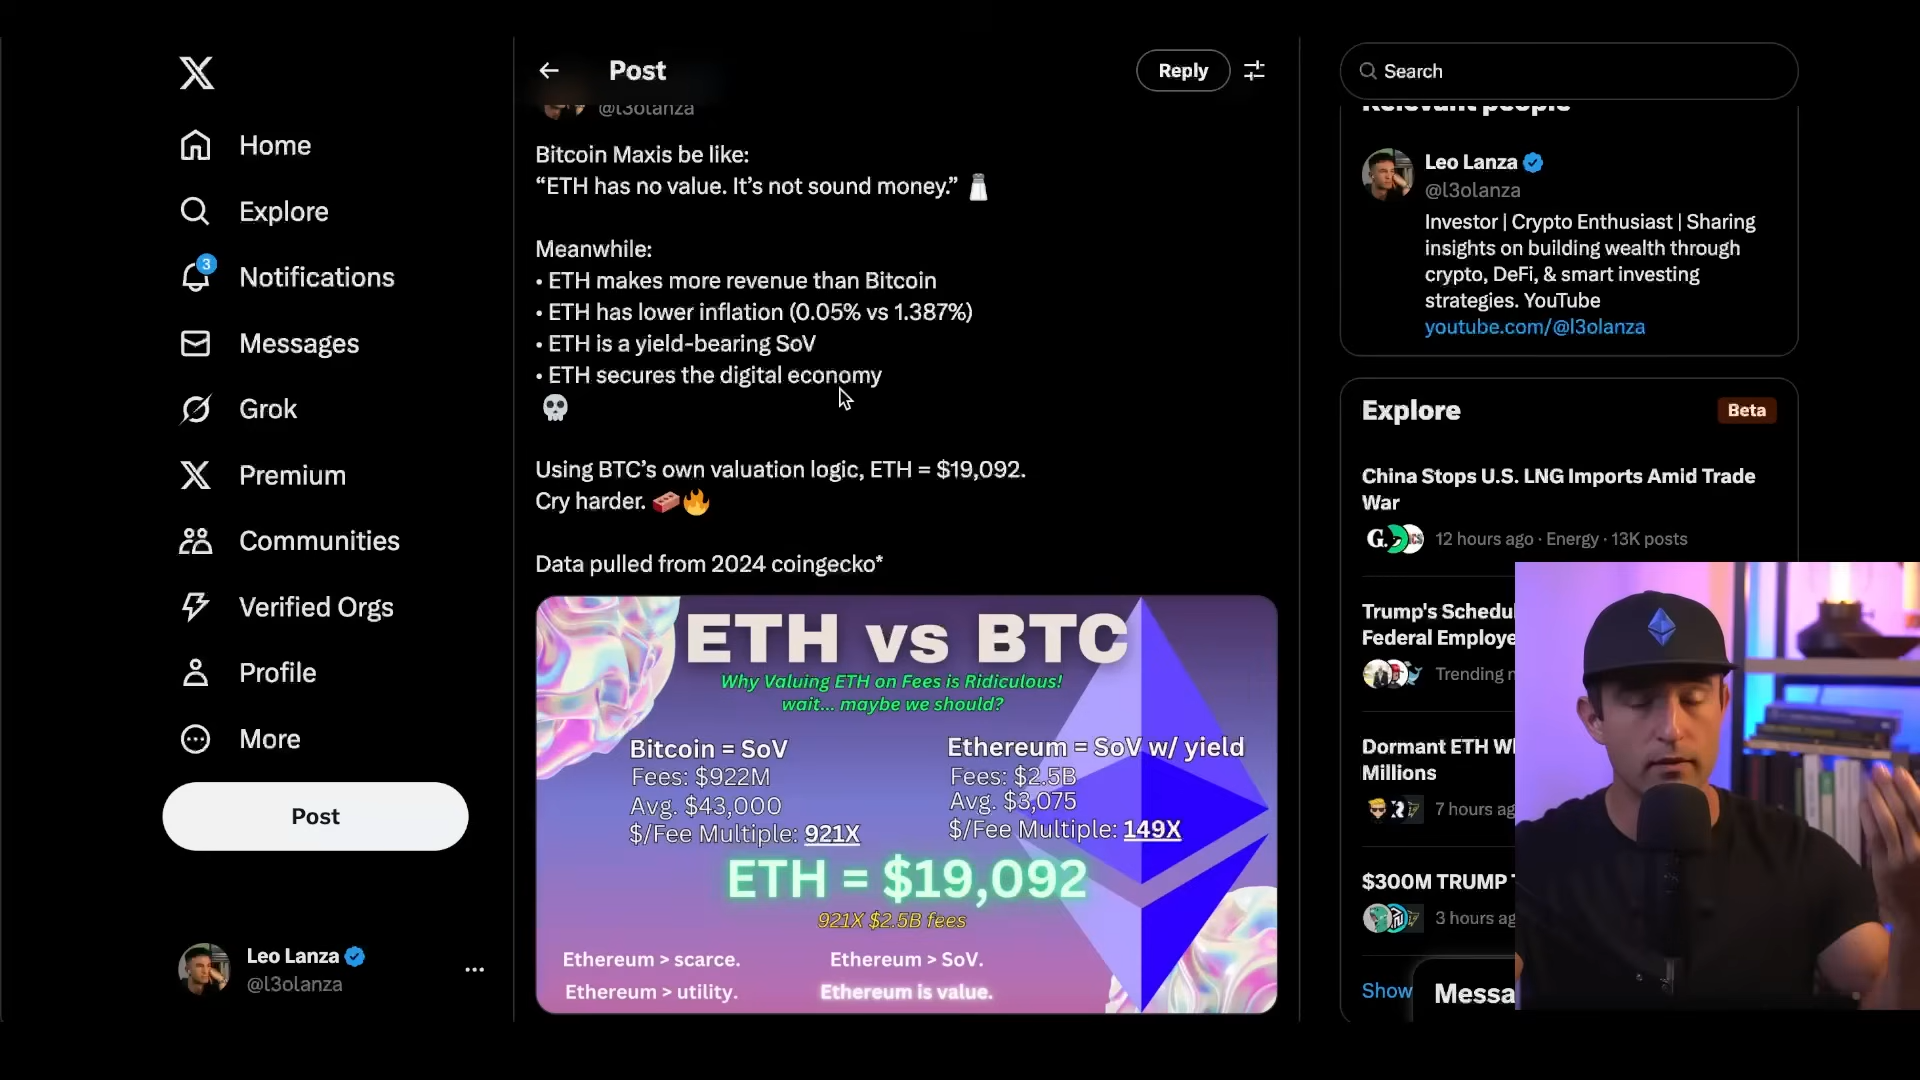 Home
Explore
3
Notifications
Messages
Grok
Premium
Communities
Verified Orgs
Profile
More
Post
Leo Lanza
@l3olanza
Post
Reply
@l3olanza
Bitcoin Maxis be like:
“ETH has no value. It’s not sound money.”
Meanwhile:
• ETH makes more revenue than Bitcoin
• ETH has lower inflation (0.05% vs 1.387%)
• ETH is a yield-bearing SoV
• ETH secures the digital economy
Using BTC’s own valuation logic, ETH = $19,092.
Cry harder.
Data pulled from 2024 coingecko*
ETH vs BTC
Why Valuing ETH on Fees is Ridiculous!
wait... maybe we should?
Bitcoin = SoV
Fees: $922M
Avg. $43,000
$/Fee Multiple: 921X
Ethereum = SoV w/ yield
Fees: $2.5B
Avg. $3,075
$/Fee Multiple: 149X
ETH = $19,092
921X $2.5B fees
Ethereum > scarce.
Ethereum > SoV.
Ethereum > utility.
Ethereum is value.
Search
Relevant people
Leo Lanza
@l3olanza
Investor | Crypto Enthusiast | Sharing
insights on building wealth through
crypto, DeFi, & smart investing
strategies. YouTube
youtube.com/@l3olanza
Explore
Beta
China Stops U.S. LNG Imports Amid Trade
War
12 hours ago · Energy · 13K posts
Trump's
Federal
Trending
Dormant ETH
Millions
7 hours
$300M TRUMP
3 hours
Show